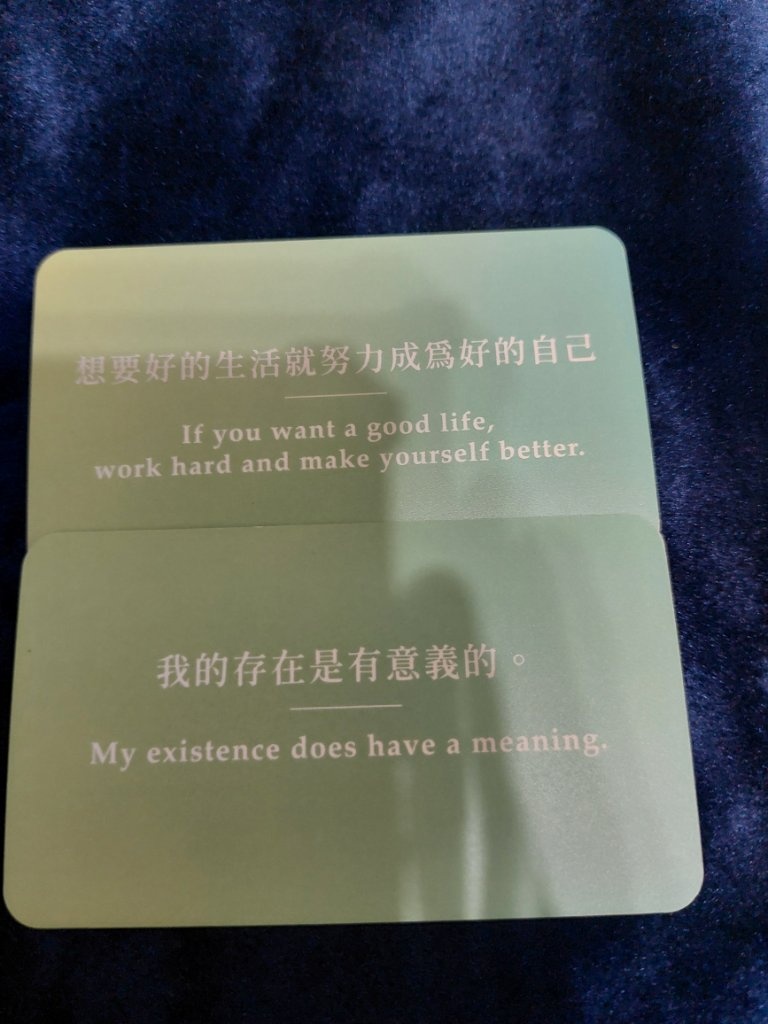 想要好的生活就努力成爲好的自己
If you want a good life,
work hard and make yourself better.
我的存在是有意義的。
My existence does have a meaning.